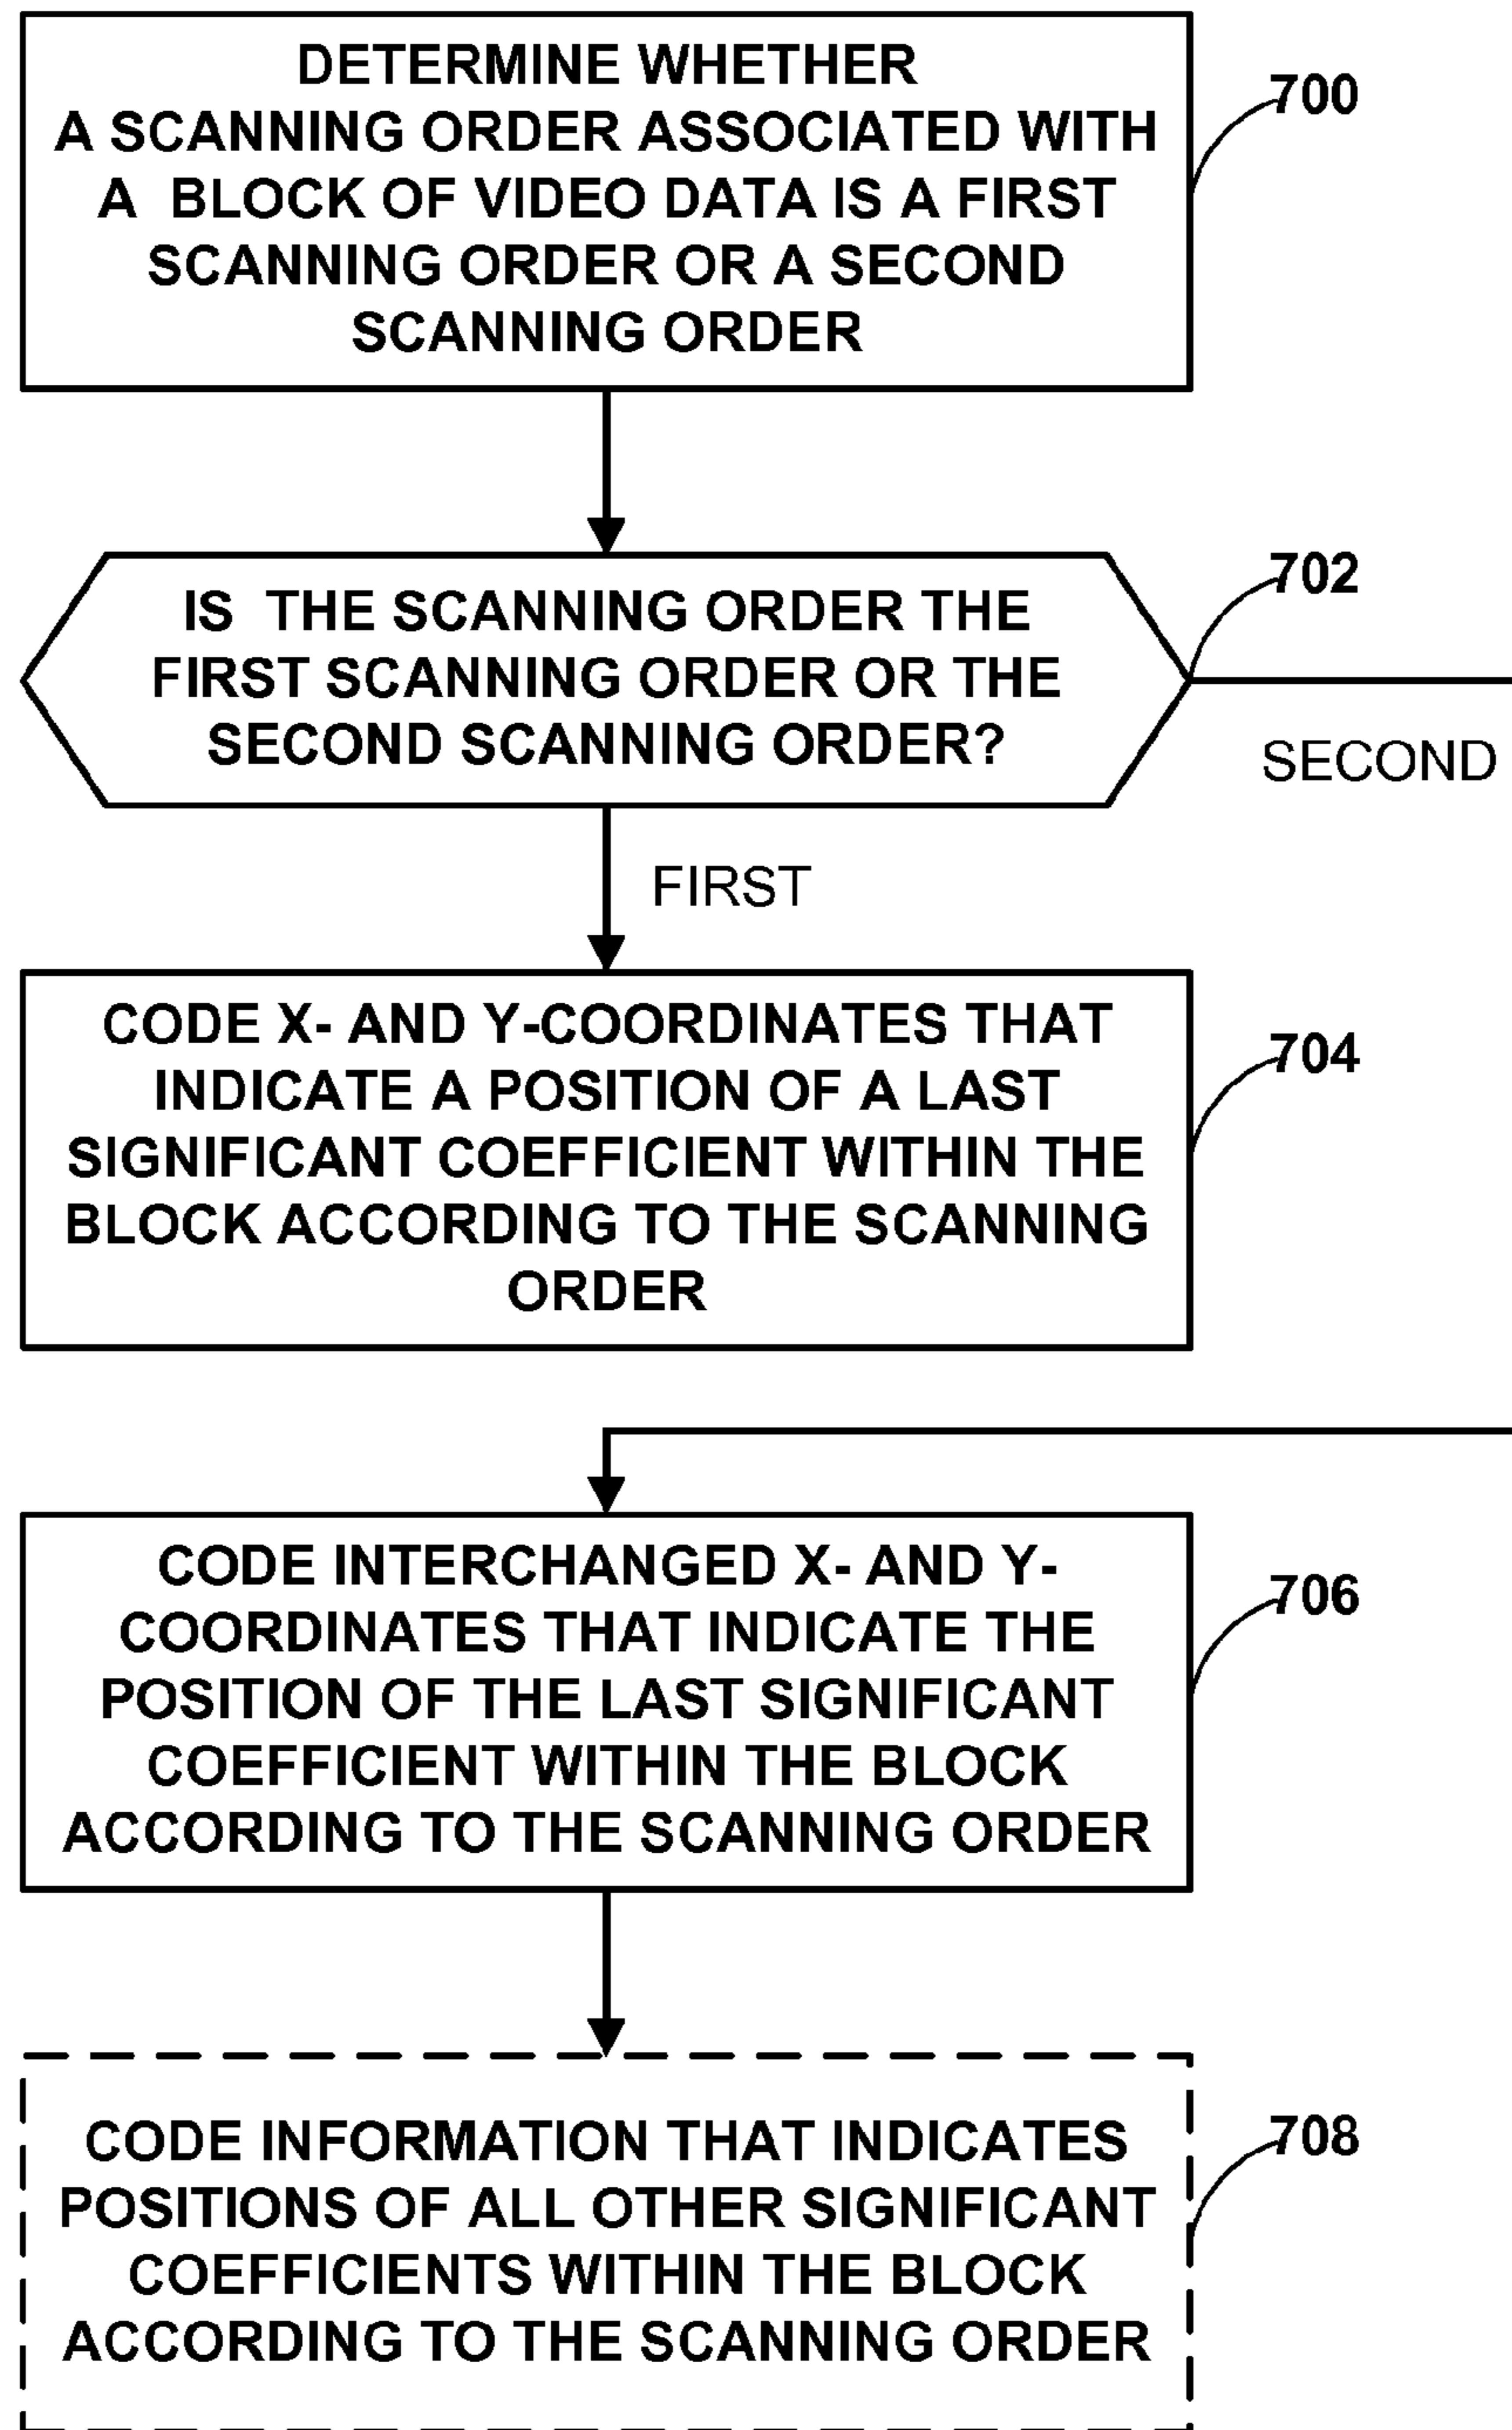 DETERMINE WHETHER
A SCANNING ORDER ASSOCIATED WITH
A BLOCK OF VIDEO DATA IS A FIRST
SCANNING ORDER OR A SECOND
SCANNING ORDER
700
IS THE SCANNING ORDER THE
FIRST SCANNING ORDER OR THE
SECOND SCANNING ORDER?
702
SECOND
FIRST
CODE X- AND Y-COORDINATES THAT
INDICATE A POSITION OF A LAST
SIGNIFICANT COEFFICIENT WITHIN THE
BLOCK ACCORDING TO THE SCANNING
ORDER
704
CODE INTERCHANGED X- AND Y-
COORDINATES THAT INDICATE THE
POSITION OF THE LAST SIGNIFICANT
COEFFICIENT WITHIN THE BLOCK
ACCORDING TO THE SCANNING ORDER
706
CODE INFORMATION THAT INDICATES
POSITIONS OF ALL OTHER SIGNIFICANT
COEFFICIENTS WITHIN THE BLOCK
ACCORDING TO THE SCANNING ORDER
708